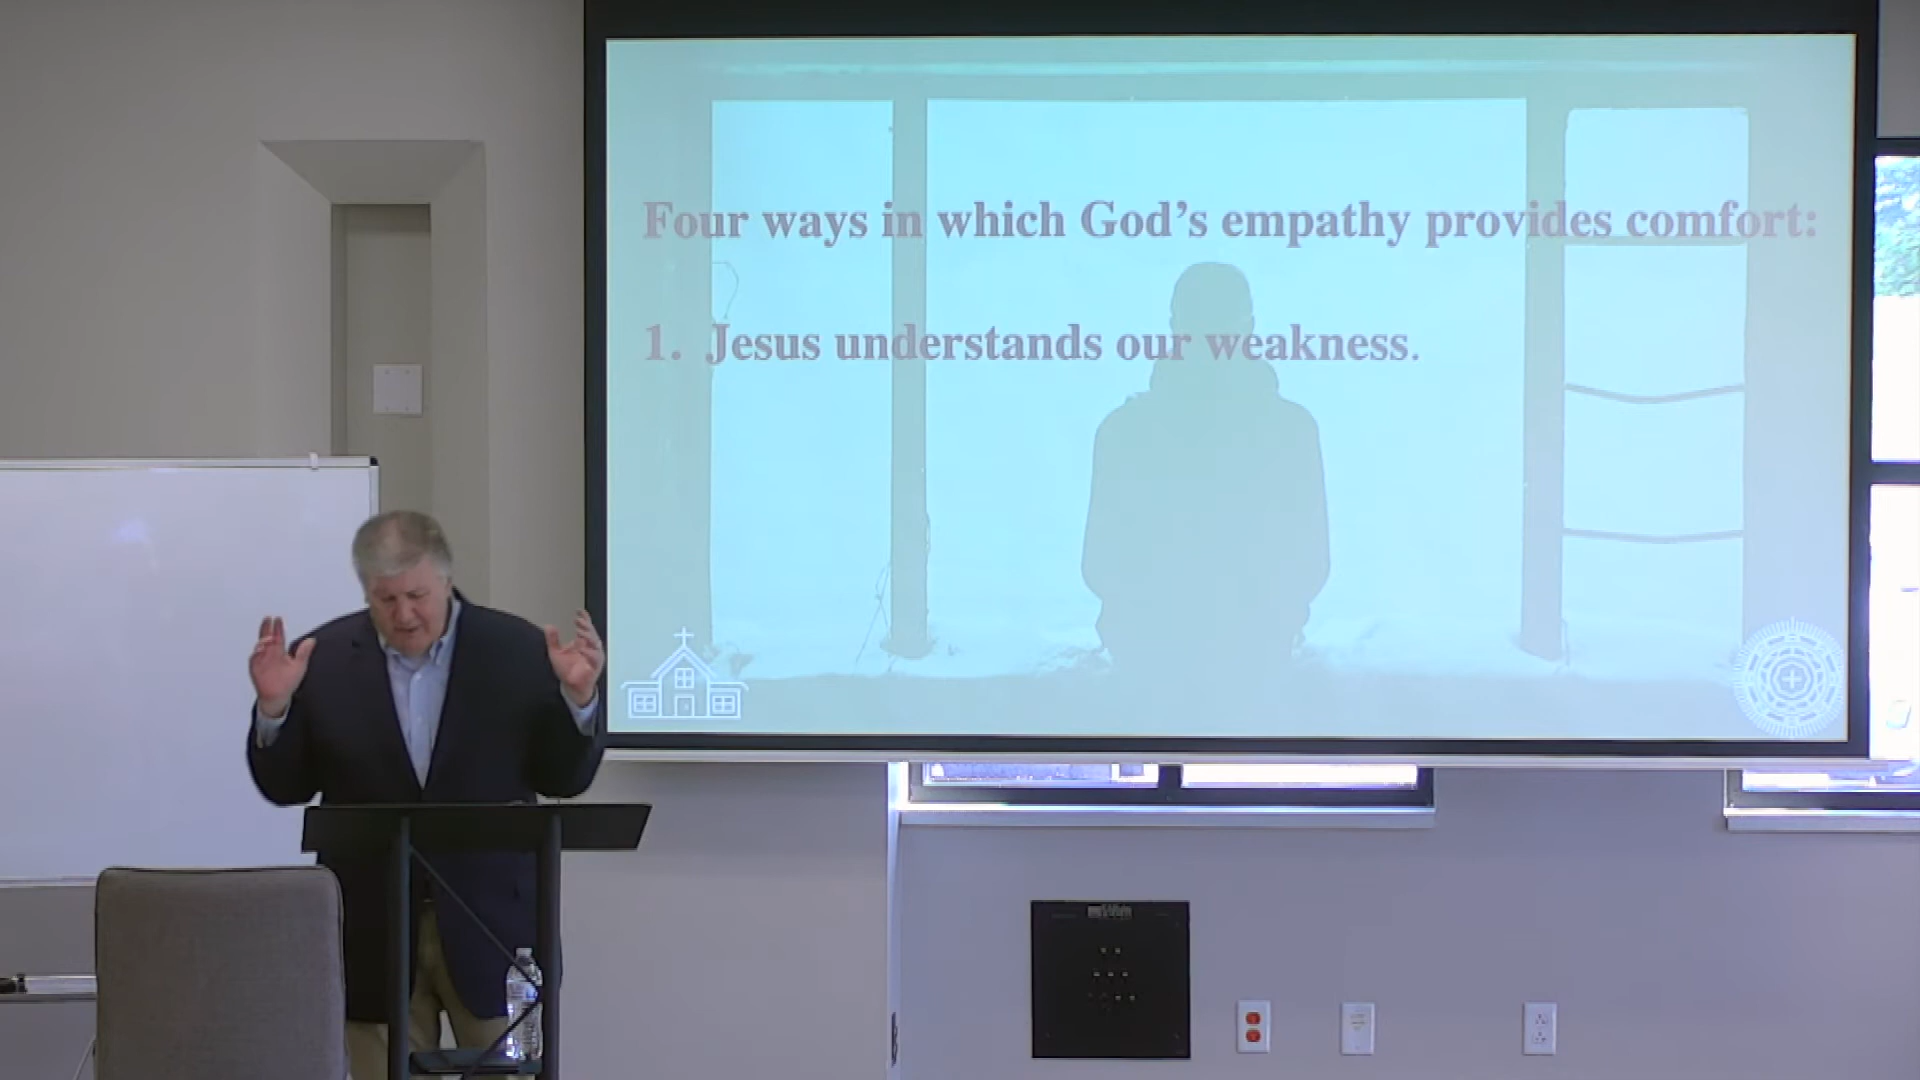 Four ways in which God’s empathy provides comfort:
1. Jesus understands our weakness.